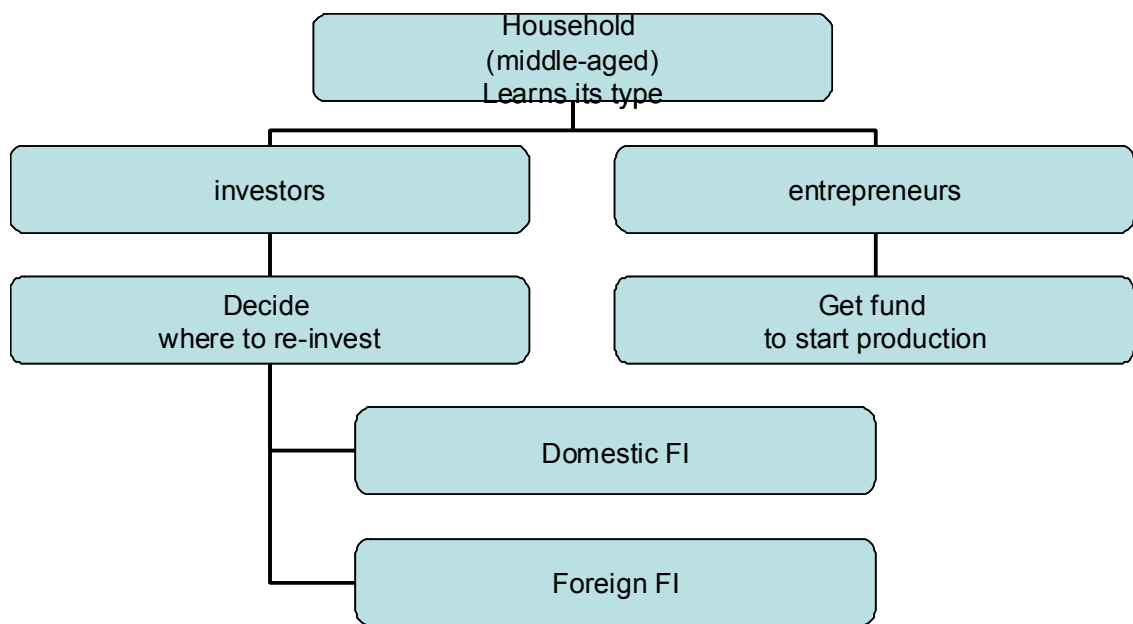 Household
(middle-aged)
Learns its type
investors
entrepreneurs
Decide
where to re-invest
Get fund
to start production
Domestic FI
Foreign FI